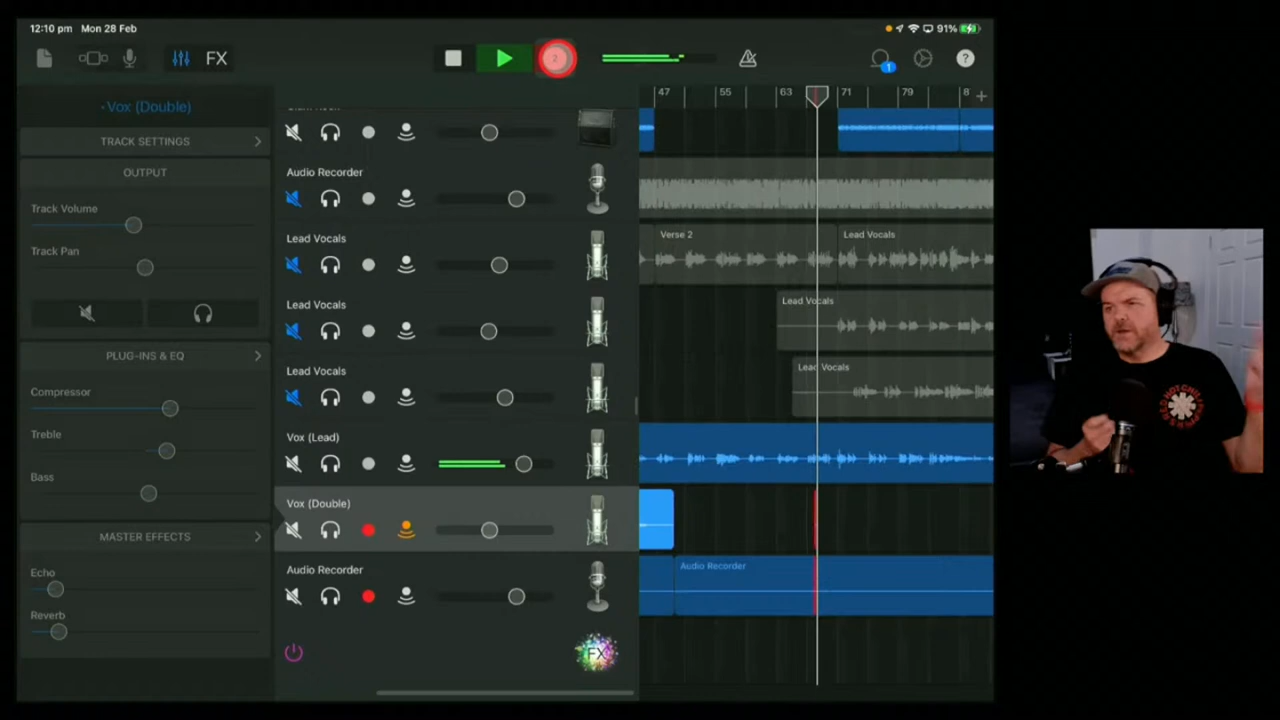 12:10 pm Mon 28 Feb
91%
FX
2
1
?
47 55 63 71 79 8
Vox (Double)
TRACK SETTINGS
OUTPUT
Track Volume
Track Pan
PLUG-INS & EQ
Compressor
Treble
Bass
MASTER EFFECTS
Echo
Reverb
Audio Recorder
Lead Vocals
Lead Vocals
Lead Vocals
Vox (Lead)
Vox (Double)
Audio Recorder
FX
Verse 2
Lead Vocals
Lead Vocals
Lead Vocals
Audio Recorder